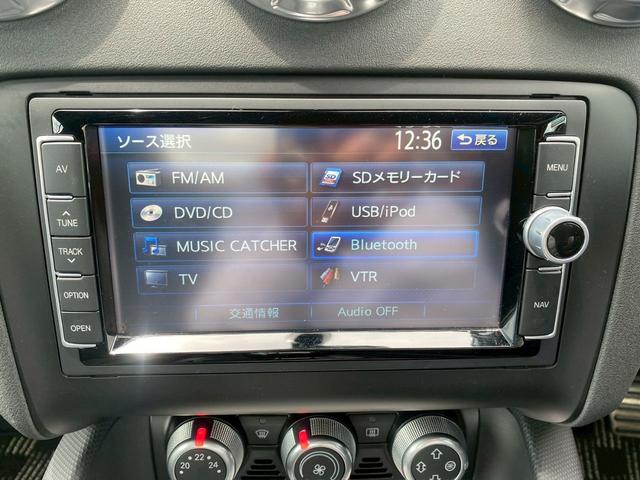 ソース選択 12:36 戻る
AV
TUNE
TRACK
OPTION
OPEN
FM/AM
SDメモリーカード
DVD/CD
USB/iPod
MUSIC CATCHER
Bluetooth
TV
VTR
交通情報
Audio OFF
MENU
NAV
20 22 24